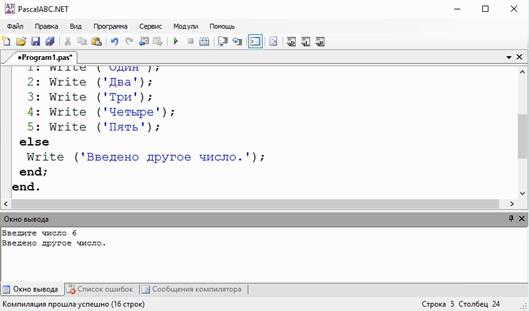 PascalABC.NET
Файл Правка Вид Программа Сервис Модули Помощь
●Program1.pas*
1: Write ('Один');
2: Write ('Два');
3: Write ('Три');
4: Write ('Четыре');
5: Write ('Пять');
else
Write ('Введено другое число.');
end;
end.
Окно вывода
Введите число 6
Введено другое число.
Окно вывода Список ошибок Сообщения компилятора
Компиляция прошла успешно (16 строк) Строка 5 Столбец 24